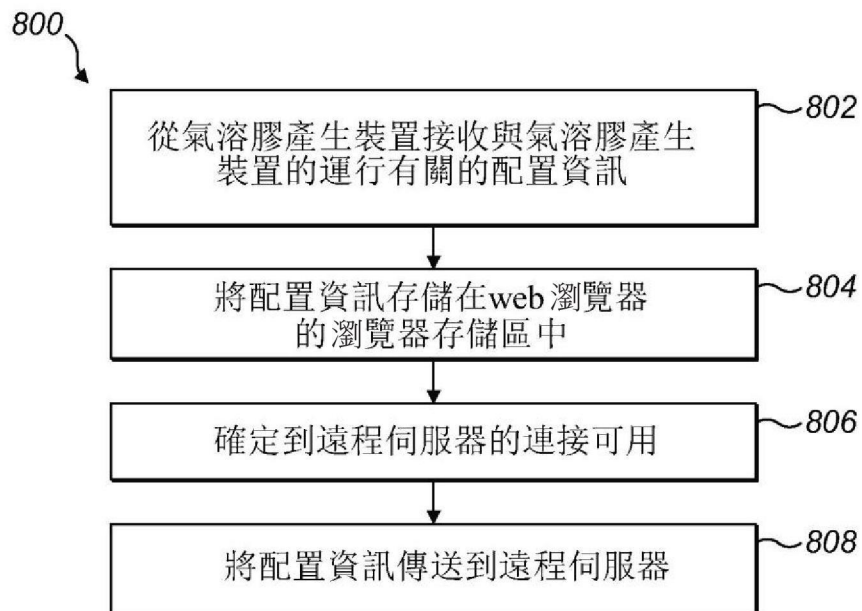 800
802
從氣溶膠產生裝置接收與氣溶膠產生
裝置的運行有關的配置資訊
804
將配置資訊存儲在web瀏覽器
的瀏覽器存儲區中
806
確定到遠程伺服器的連接可用
808
將配置資訊傳送到遠程伺服器